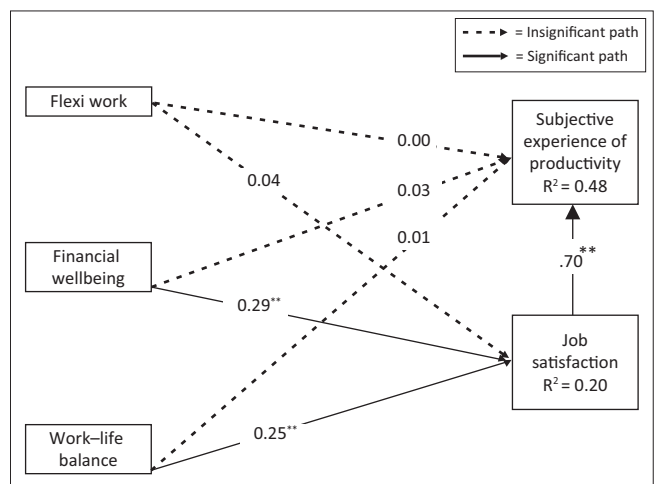 = Insignificant path
= Significant path
Flexi work
Subjective
experience of
productivity
R² = 0.48
0.00
0.04
0.03
0.01
Financial
wellbeing
.70**
0.29**
Job
satisfaction
R² = 0.20
Work–life
balance
0.25**